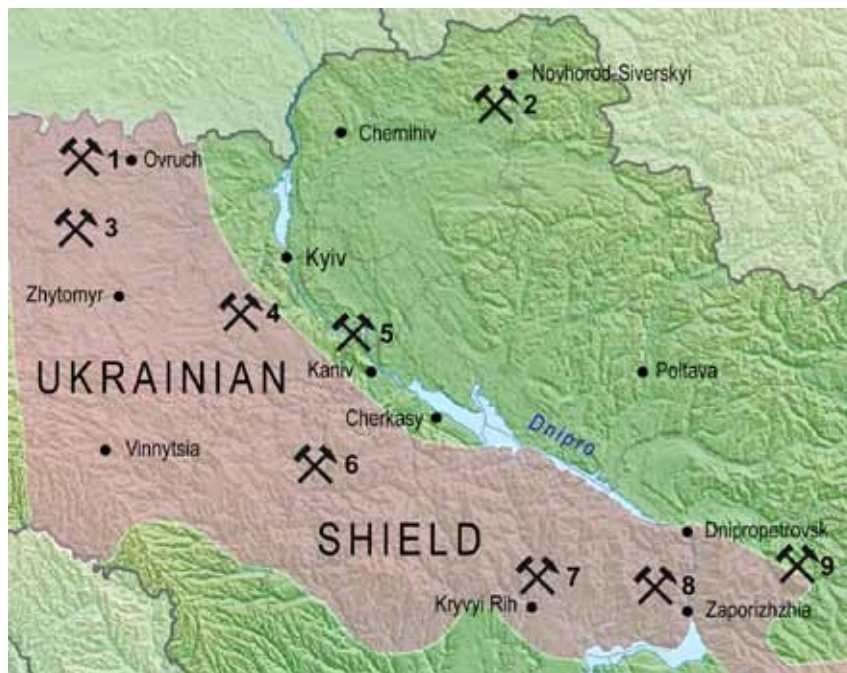 Novhorod-Siverskyi
2
Chernihiv
1
Ovruch
3
Kyiv
Zhytomyr
4
5
UKRAINIAN
Kaniv
Poltava
Cherkasy
Dnipro
Vinnytsia
6
SHIELD
Dnipropetrovsk
7
8
9
Kryvyi Rih
Zaporizhzhia